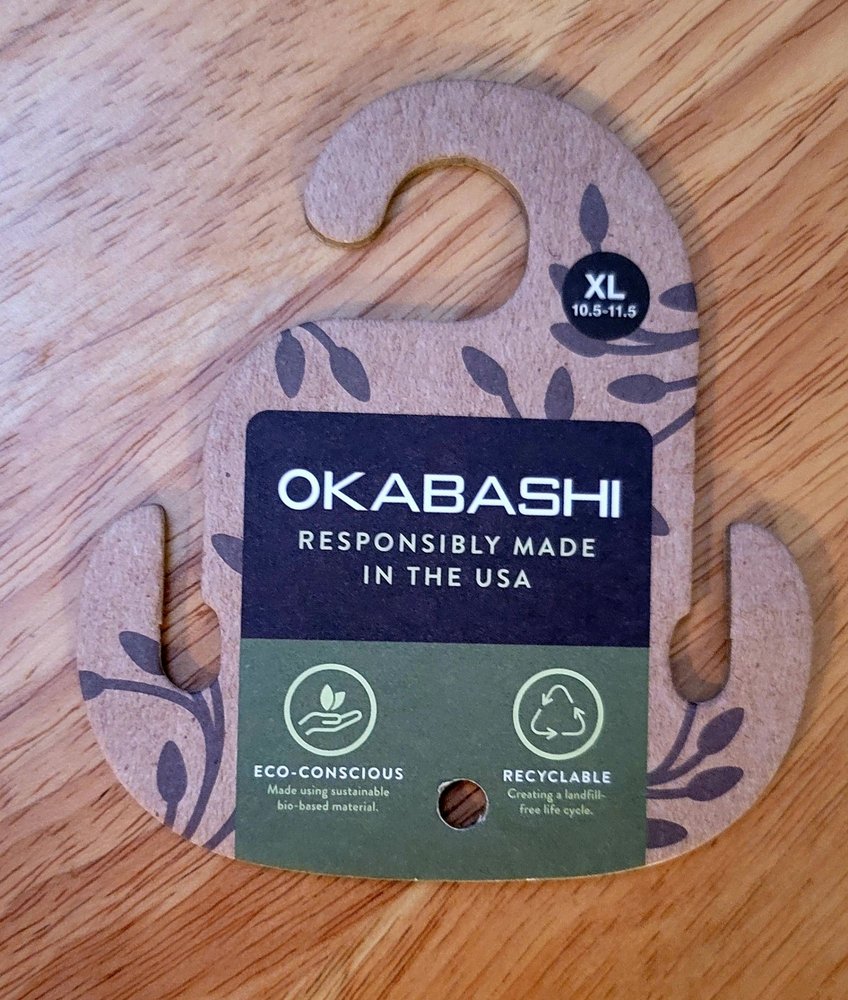 XL
10.5-11.5
OKABASHI
RESPONSIBLY MADE
IN THE USA
ECO-CONSCIOUS
Made using sustainable
bio-based material.
RECYCLABLE
Creating a landfill-
free life cycle.